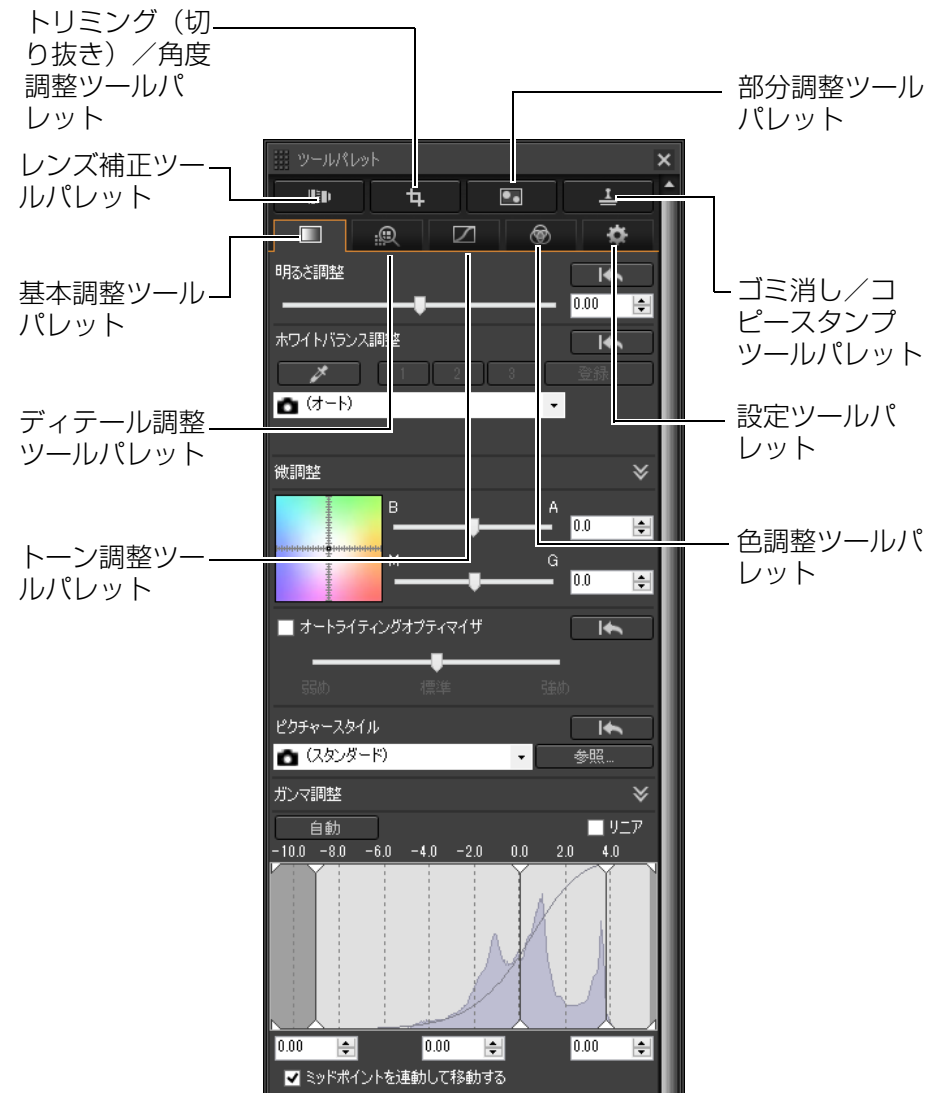 トリミング（切
り抜き）／角度
調整ツールパ
レット
部分調整ツール
パレット
レンズ補正ツー
ルパレット
ツールパレット
基本調整ツール
パレット
ゴミ消し／コ
ピースタンプ
ツールパレット
明るさ調整
0.00
ホワイトバランス調整
1 2 3 登録
(オート)
ディテール調整
ツールパレット
設定ツールパ
レット
微調整
B A
0.0
M G
0.0
トーン調整ツー
ルパレット
色調整ツールパ
レット
オートライティングオプティマイザ
弱め 標準 強め
ピクチャースタイル
(スタンダード) 参照...
ガンマ調整
自動 リニア
-10.0 -8.0 -6.0 -4.0 -2.0 0.0 2.0 4.0
0.00 0.00 0.00
ミッドポイントを連動して移動する